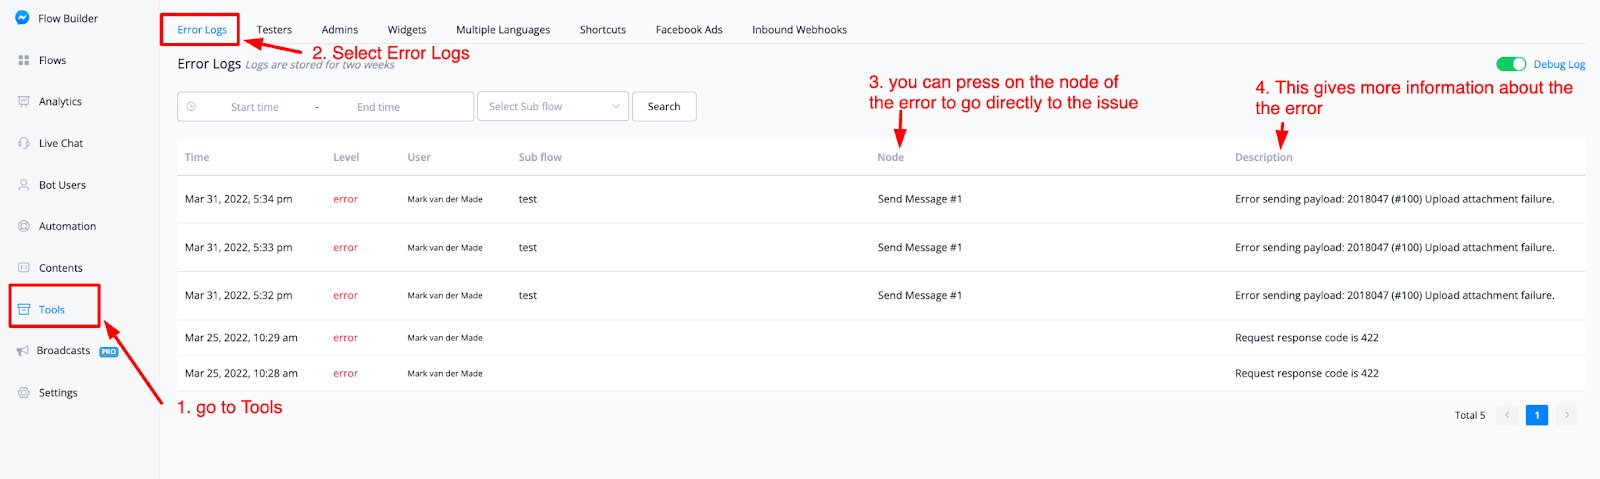 Flow Builder
Flows
Analytics
Live Chat
Bot Users
Automation
Contents
Tools
Broadcasts PRO
Settings
1. go to Tools
Error Logs Testers Admins Widgets Multiple Languages Shortcuts Facebook Ads Inbound Webhooks
2. Select Error Logs
Error Logs Logs are stored for two weeks
Debug Log
3. you can press on the node of
the error to go directly to the issue
4. This gives more information about the
the error
Start time - End time Select Sub flow Search
Time Level User Sub flow Node Description
Mar 31, 2022, 5:34 pm error Mark van der Made test Send Message #1 Error sending payload: 2018047 (#100) Upload attachment failure.
Mar 31, 2022, 5:33 pm error Mark van der Made test Send Message #1 Error sending payload: 2018047 (#100) Upload attachment failure.
Mar 31, 2022, 5:32 pm error Mark van der Made test Send Message #1 Error sending payload: 2018047 (#100) Upload attachment failure.
Mar 25, 2022, 10:29 am error Mark van der Made Request response code is 422
Mar 25, 2022, 10:28 am error Mark van der Made Request response code is 422
Total 5 < 1 >